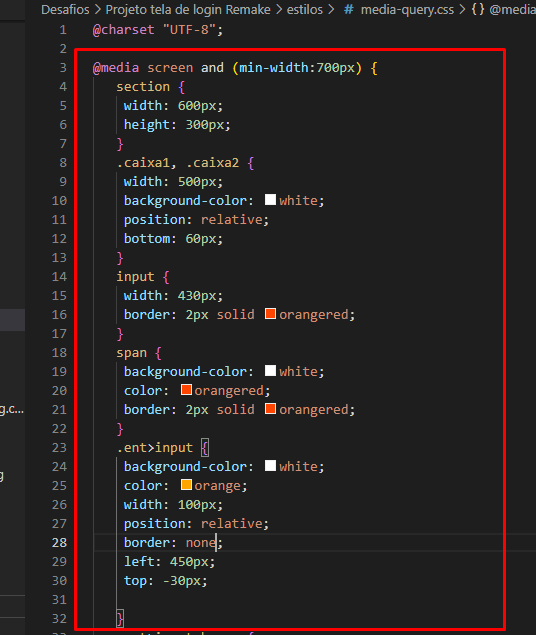 Desafios > Projeto tela de login Remake > estilos > # media-query.css > {} @media
1 @charset "UTF-8";
2
3 @media screen and (min-width:700px) {
4 section {
5 width: 600px;
6 height: 300px;
7 }
8 .caixa1, .caixa2 {
9 width: 500px;
10 background-color: white;
11 position: relative;
12 bottom: 60px;
13 }
14 input {
15 width: 430px;
16 border: 2px solid orangered;
17 }
18 span {
19 background-color: white;
20 color: orangered;
21 border: 2px solid orangered;
22 }
g.c...
23 .ent>input {
24 background-color: white;
g
25 color: orange;
26 width: 100px;
27 position: relative;
28 border: none;
29 left: 450px;
30 top: -30px;
31
32 }
33